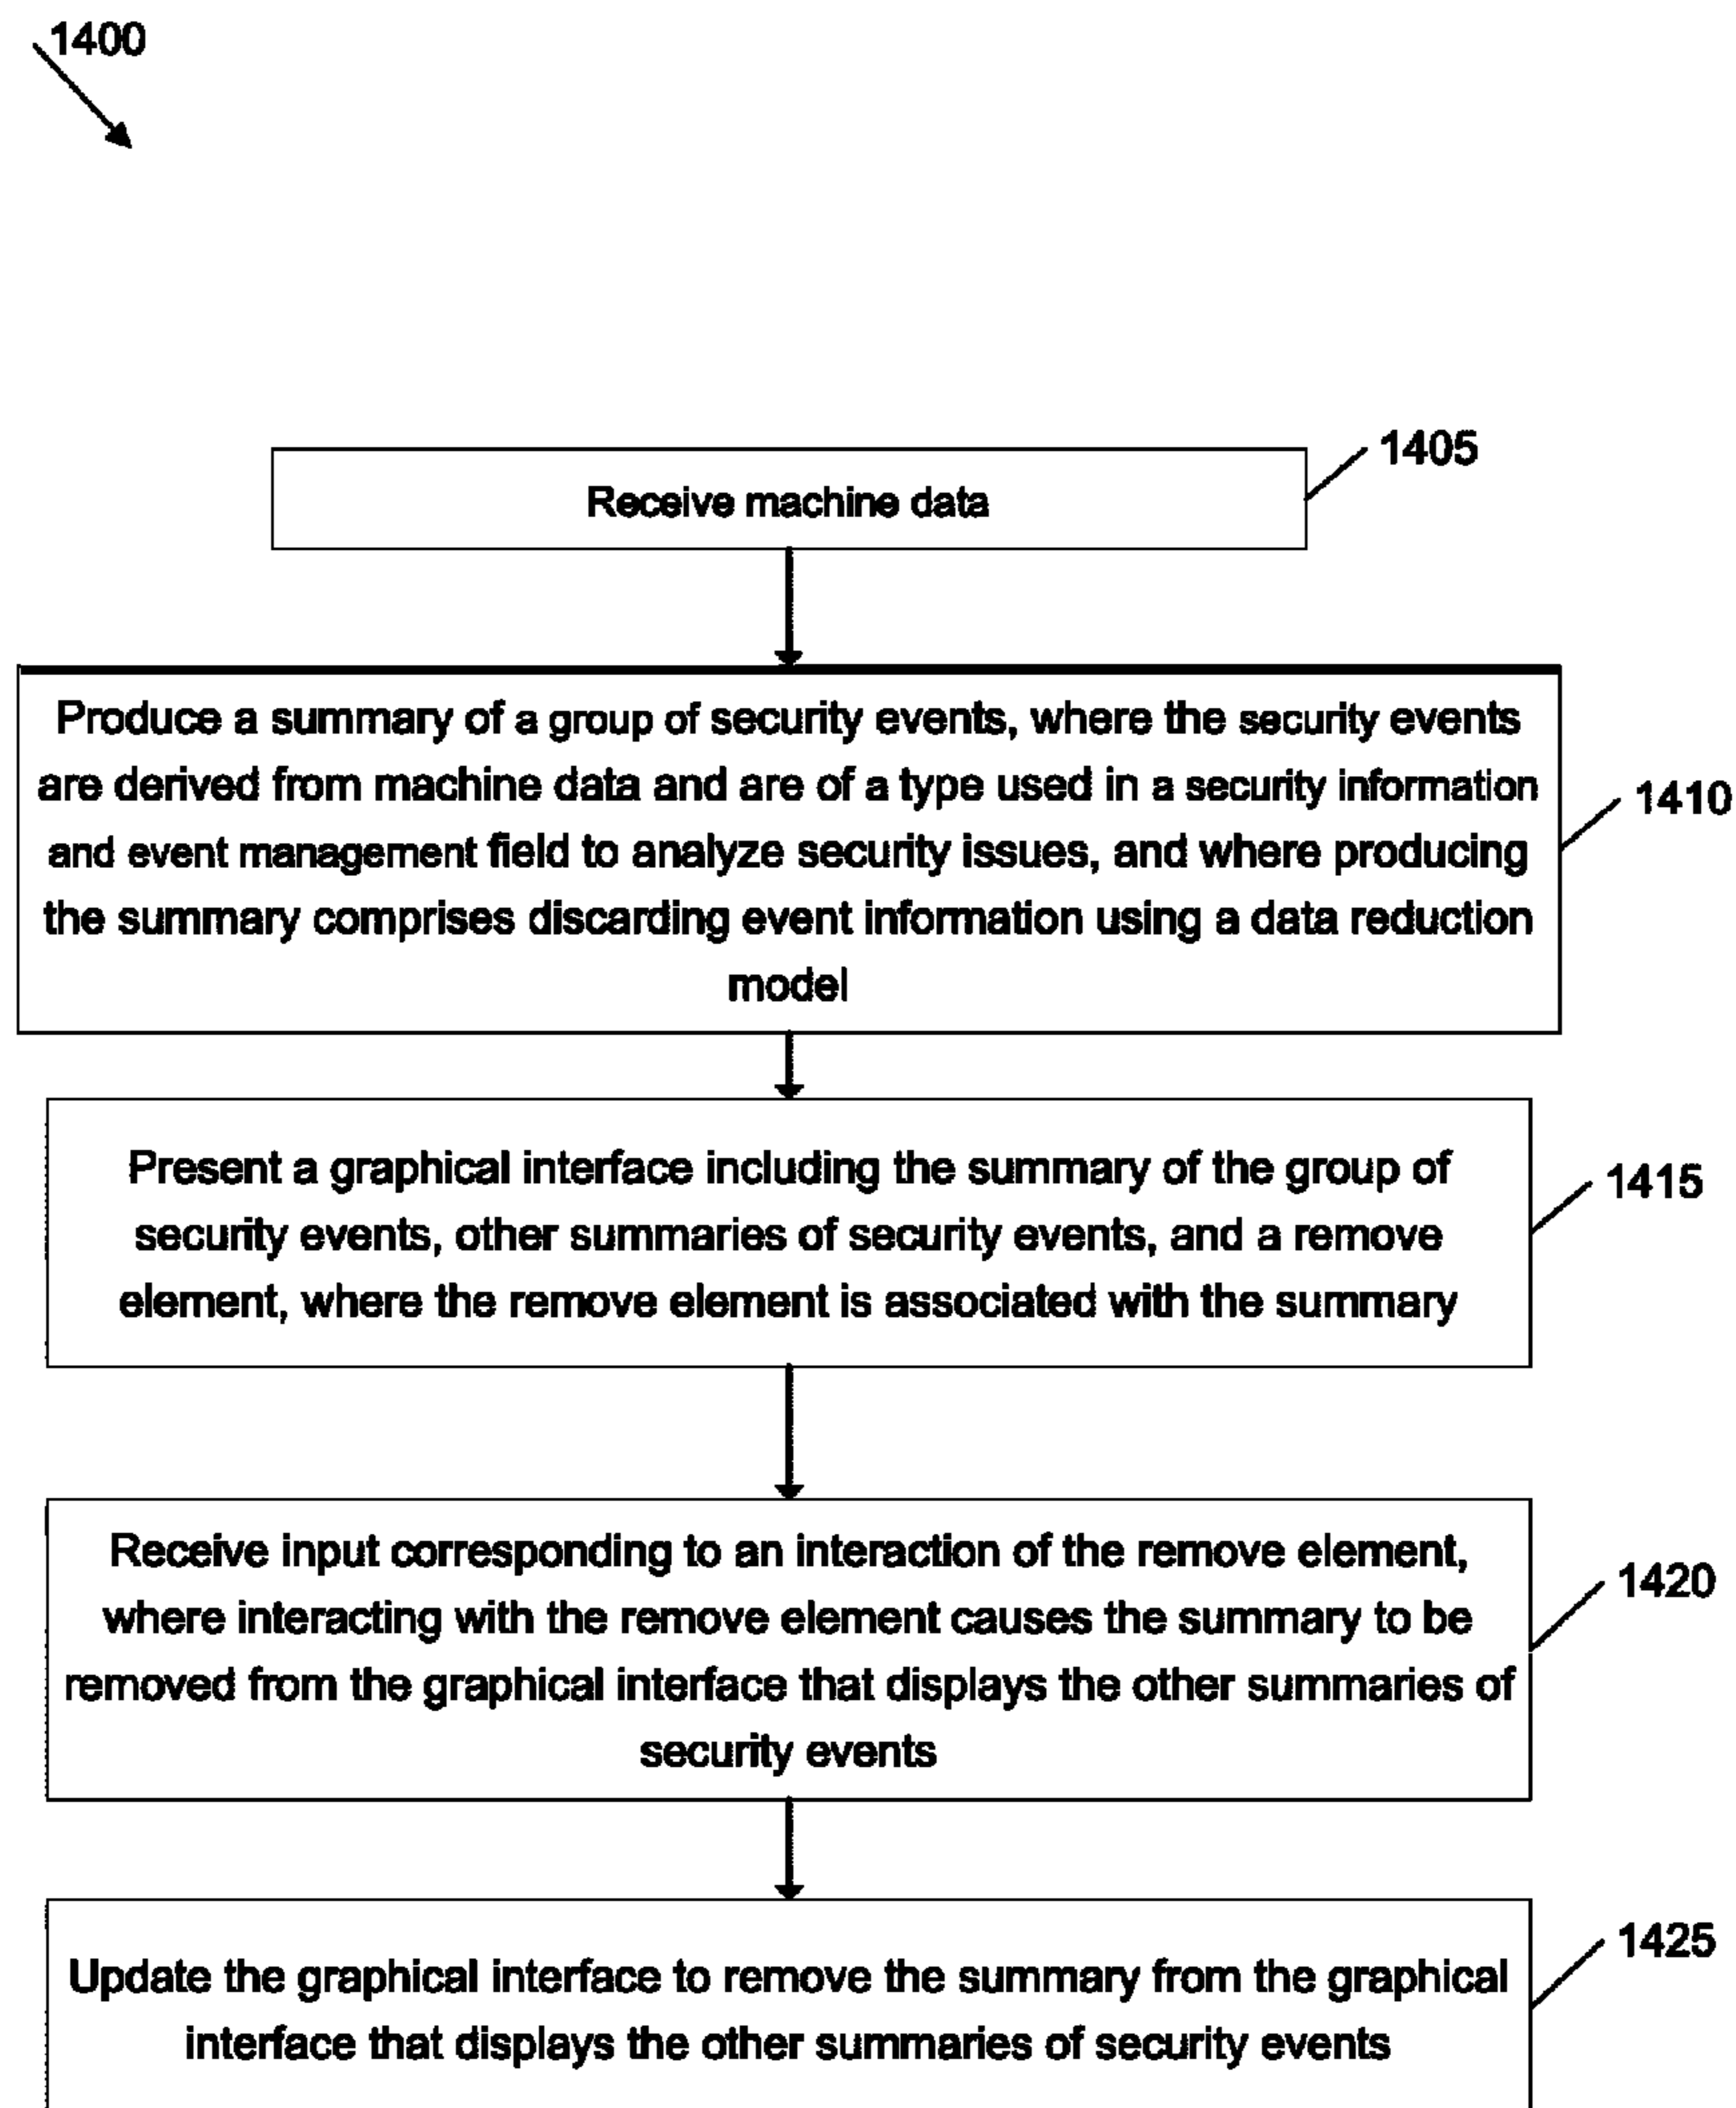 1400
1405
Receive machine data
Produce a summary of a group of security events, where the security events
are derived from machine data and are of a type used in a security information
and event management field to analyze security issues, and where producing
the summary comprises discarding event information using a data reduction
model
1410
Present a graphical interface including the summary of the group of
security events, other summaries of security events, and a remove
element, where the remove element is associated with the summary
1415
Receive input corresponding to an interaction of the remove element,
where interacting with the remove element causes the summary to be
removed from the graphical interface that displays the other summaries of
security events
1420
Update the graphical interface to remove the summary from the graphical
interface that displays the other summaries of security events
1425